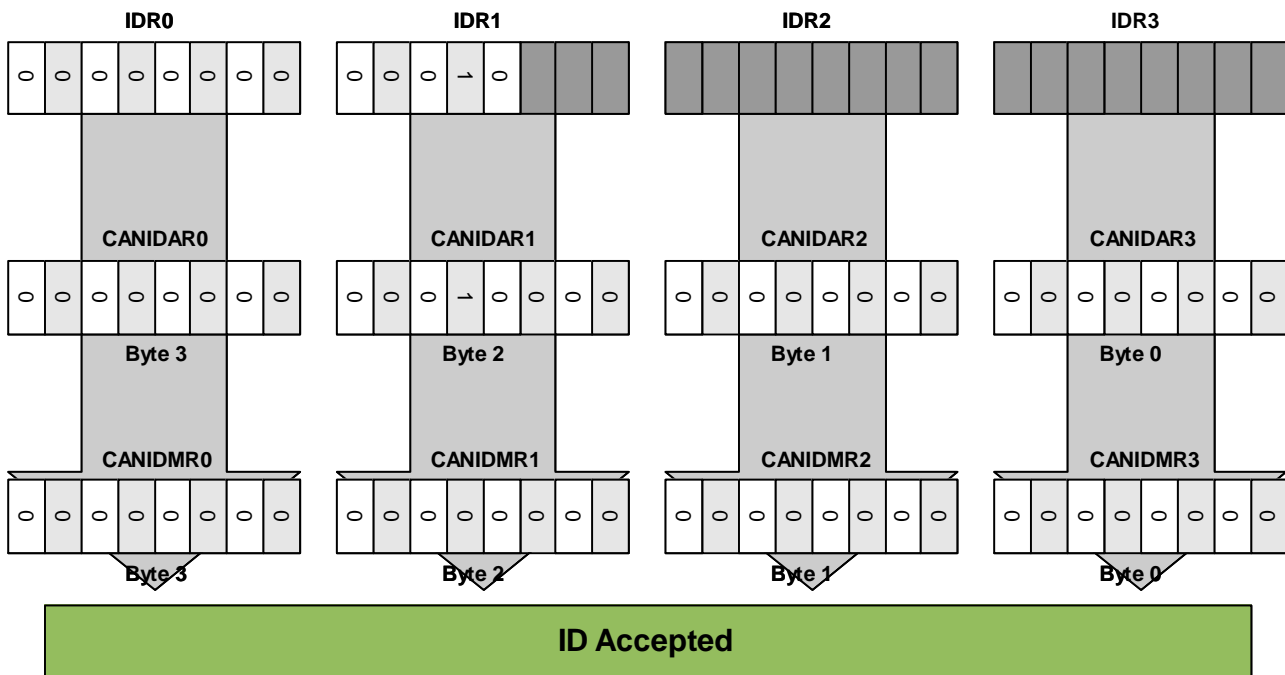 IDR0 IDR1 IDR2 IDR3
0 0 0 0 0 0 0 0 0 0 0 1 0
CANIDAR0 CANIDAR1 CANIDAR2 CANIDAR3
0 0 0 0 0 0 0 0 0 0 0 1 0 0 0 0 0 0 0 0 0 0 0 0 0 0 0 0 0 0 0 0
Byte 3 Byte 2 Byte 1 Byte 0
CANIDMR0 CANIDMR1 CANIDMR2 CANIDMR3
0 0 0 0 0 0 0 0 0 0 0 0 0 0 0 0 0 0 0 0 0 0 0 0 0 0 0 0 0 0 0 0
Byte 3 Byte 2 Byte 1 Byte 0
ID Accepted